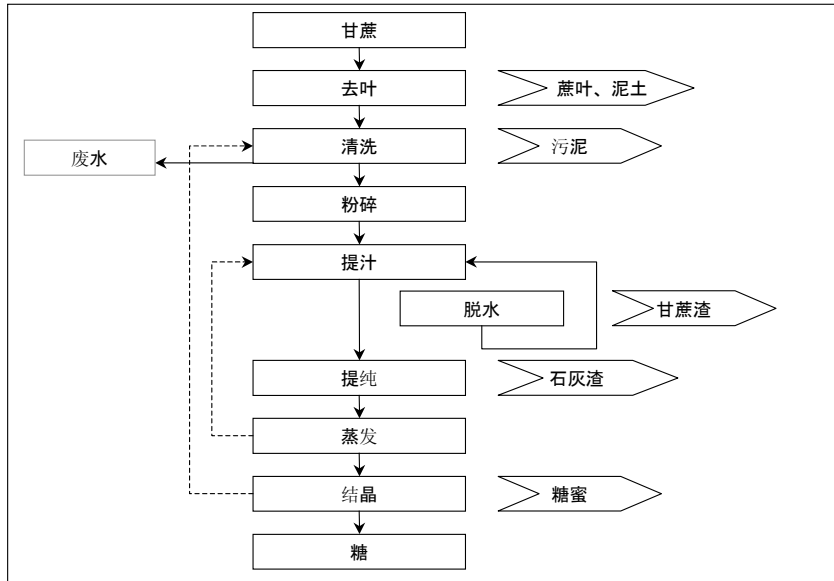 甘蔗
去叶
蔗叶、泥土
清洗
污泥
废水
粉碎
提汁
脱水
甘蔗渣
提纯
石灰渣
蒸发
结晶
糖蜜
糖